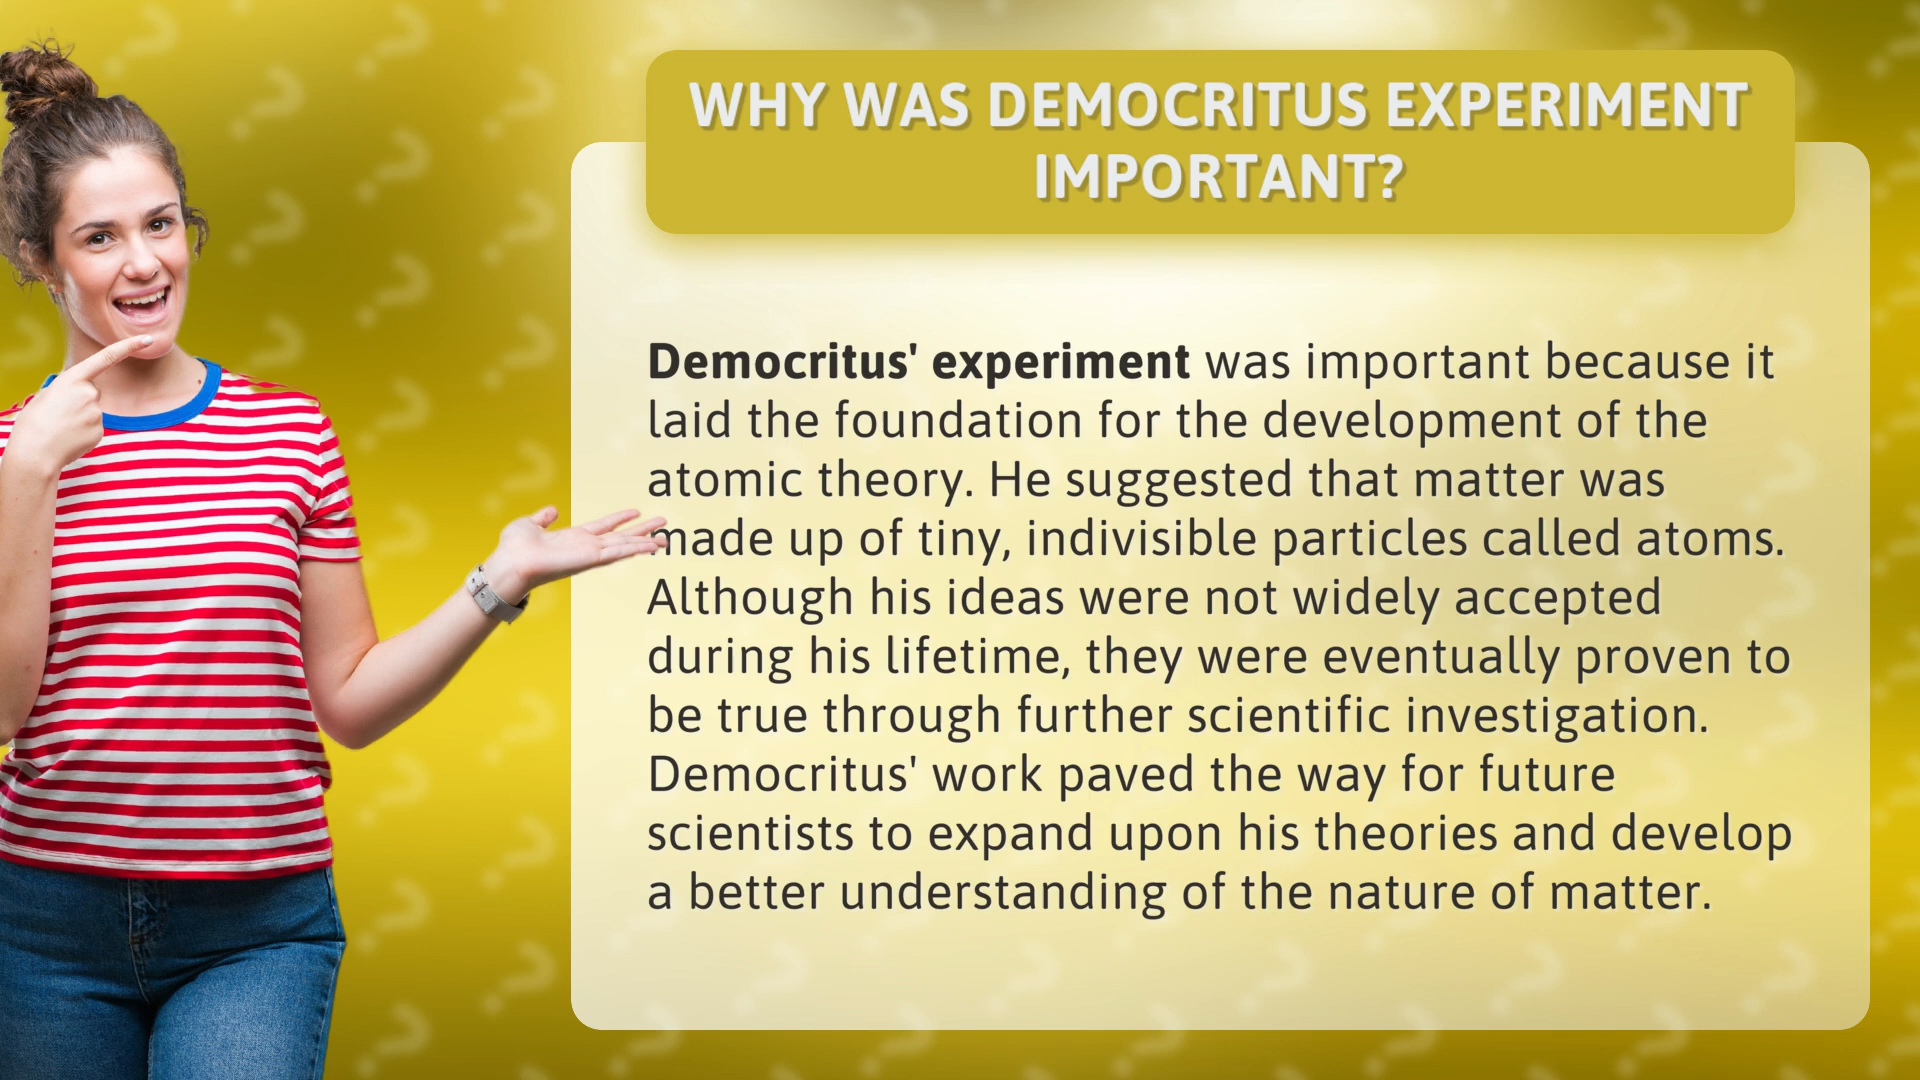 WHY WAS DEMOCRITUS EXPERIMENT
IMPORTANT?
Democritus' experiment was important because it
laid the foundation for the development of the
atomic theory. He suggested that matter was
made up of tiny, indivisible particles called atoms.
Although his ideas were not widely accepted
during his lifetime, they were eventually proven to
be true through further scientific investigation.
Democritus' work paved the way for future
scientists to expand upon his theories and develop
a better understanding of the nature of matter.